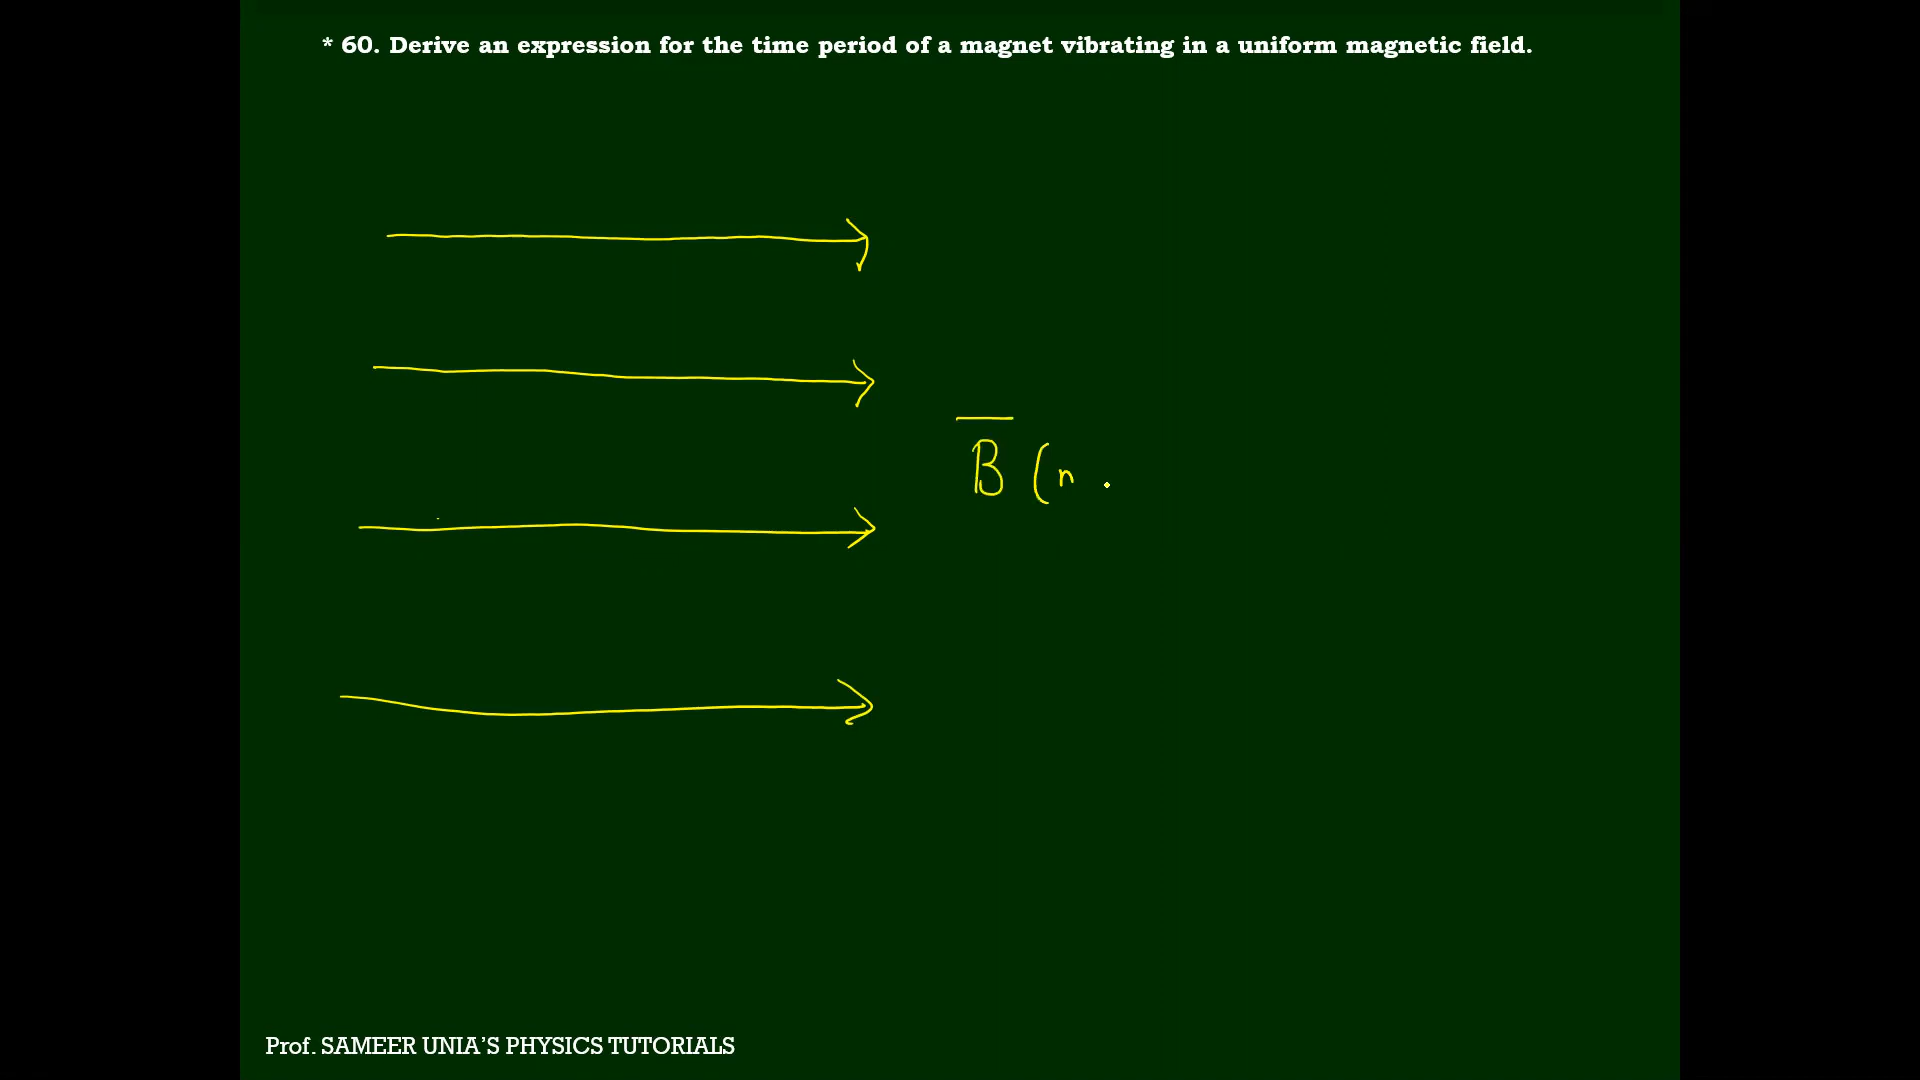 * 60. Derive an expression for the time period of a magnet vibrating in a uniform magnetic field.
B̅ (n
Prof. SAMEER UNIA’S PHYSICS TUTORIALS